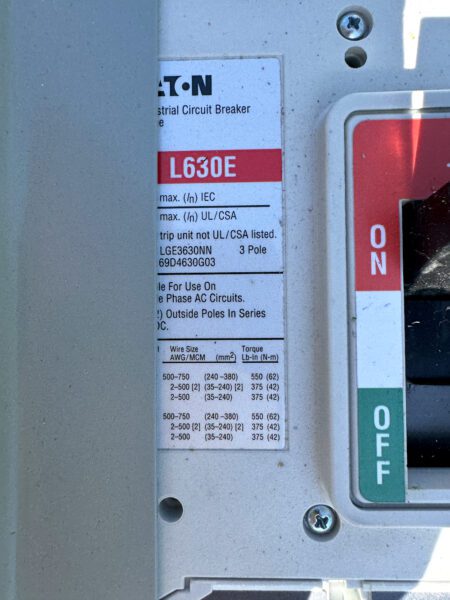 AT•N
strial Circuit Breaker
e
L630E
max. (In) IEC
max. (In) UL/CSA
trip unit not UL/CSA listed.
LGE3630NN 3 Pole
69D4630G03
le For Use On
e Phase AC Circuits.
2) Outside Poles In Series
DC.
Wire Size Torque
AWG/MCM (mm²) Lb-In (N-m)
500-750 (240-380) 550 (62)
2-500 [2] (35-240) [2] 375 (42)
2-500 (35-240) 375 (42)
500-750 (240-380) 550 (62)
2-500 [2] (35-240) [2] 375 (42)
2-500 (35-240) 375 (42)
ON
OFF